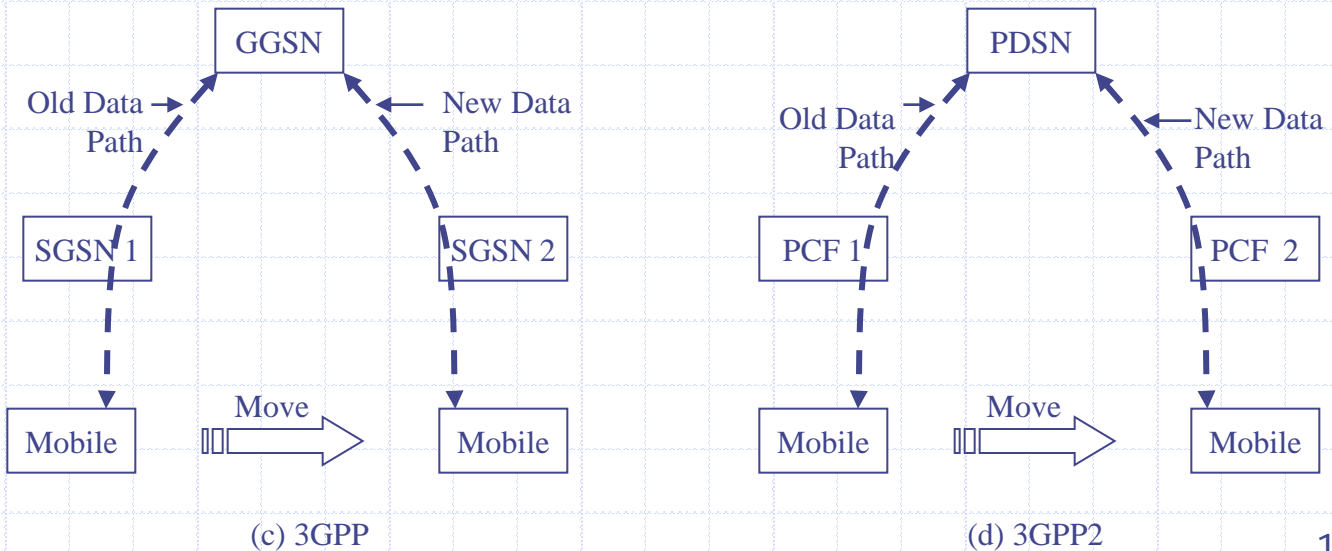 GGSN
Old Data
Path
New Data
Path
SGSN 1
SGSN 2
Move
Mobile
Mobile
(c) 3GPP
PDSN
Old Data
Path
New Data
Path
PCF 1
PCF 2
Move
Mobile
Mobile
(d) 3GPP2
1